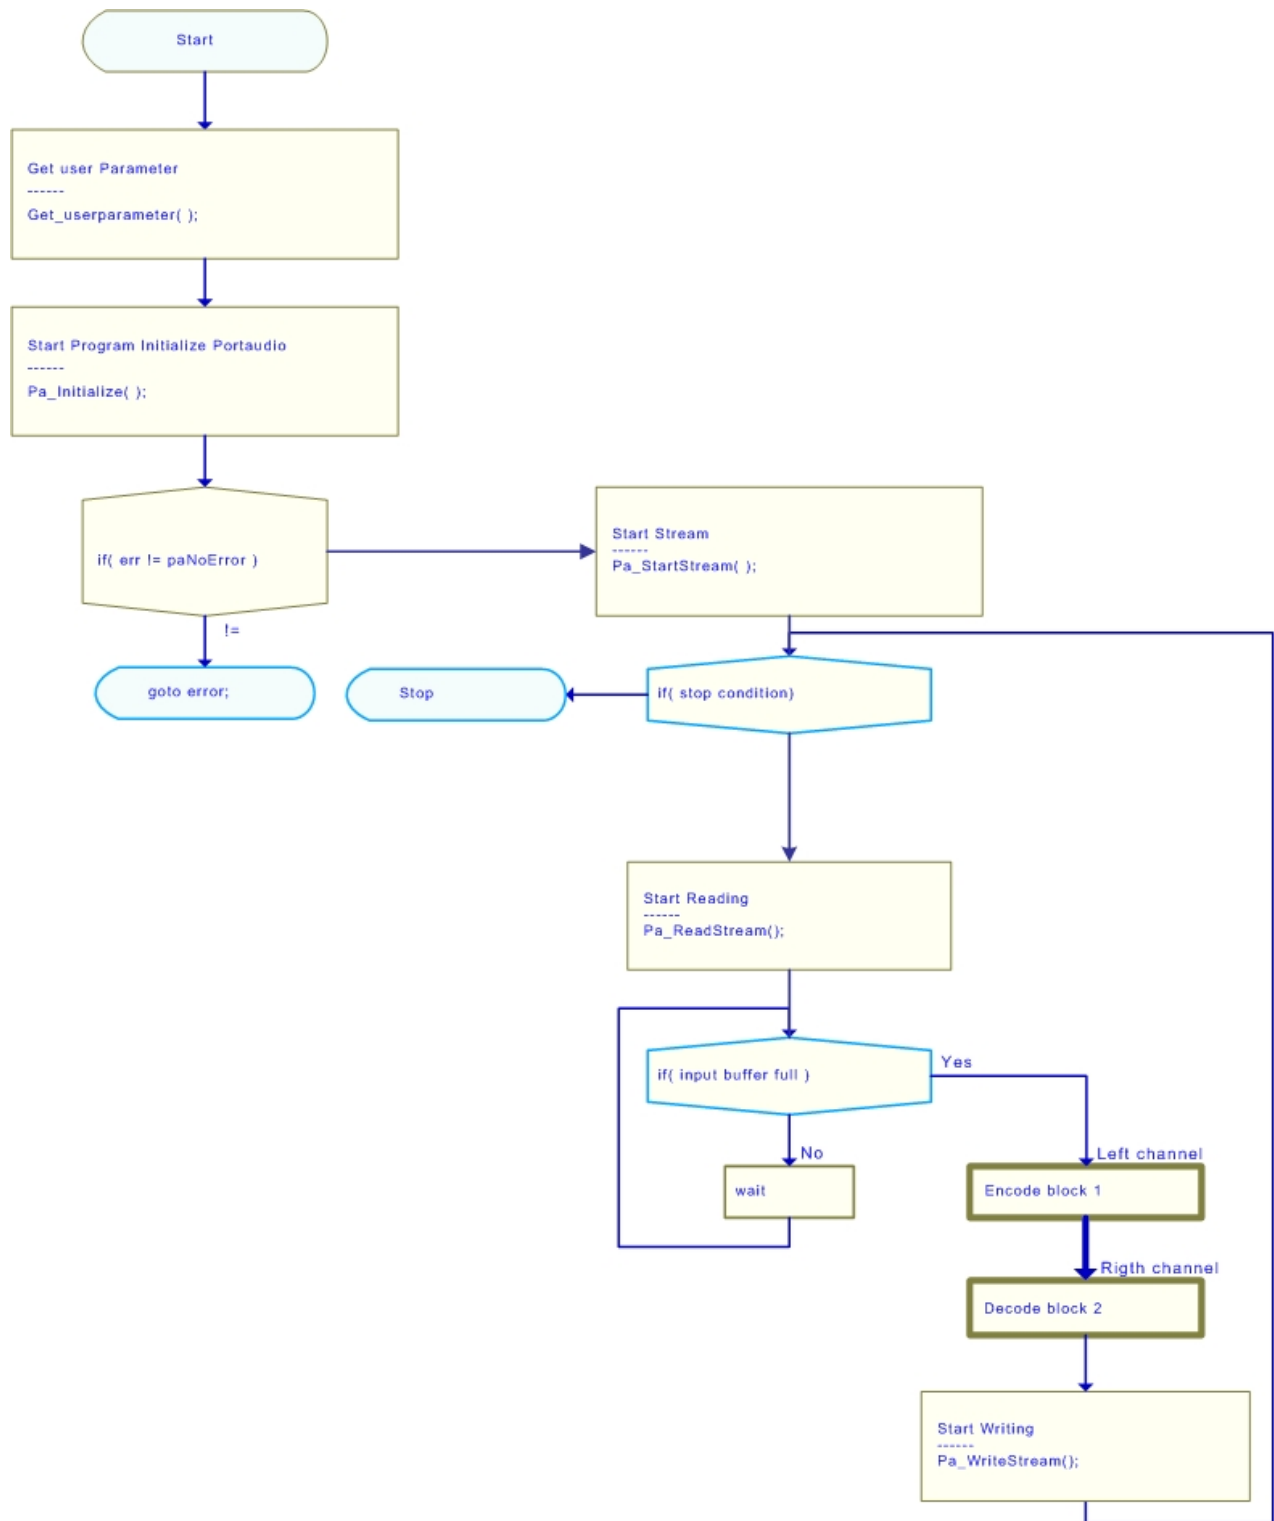 Start
Get user Parameter
------
Get_userparameter( );
Start Program Initialize Portaudio
------
Pa_Initialize( );
if( err != paNoError )
!=
goto error;
Start Stream
------
Pa_StartStream( );
if( stop condition)
Stop
Start Reading
------
Pa_ReadStream();
if( input buffer full )
Yes
No
wait
Left channel
Encode block 1
Rigth channel
Decode block 2
Start Writing
------
Pa_WriteStream();